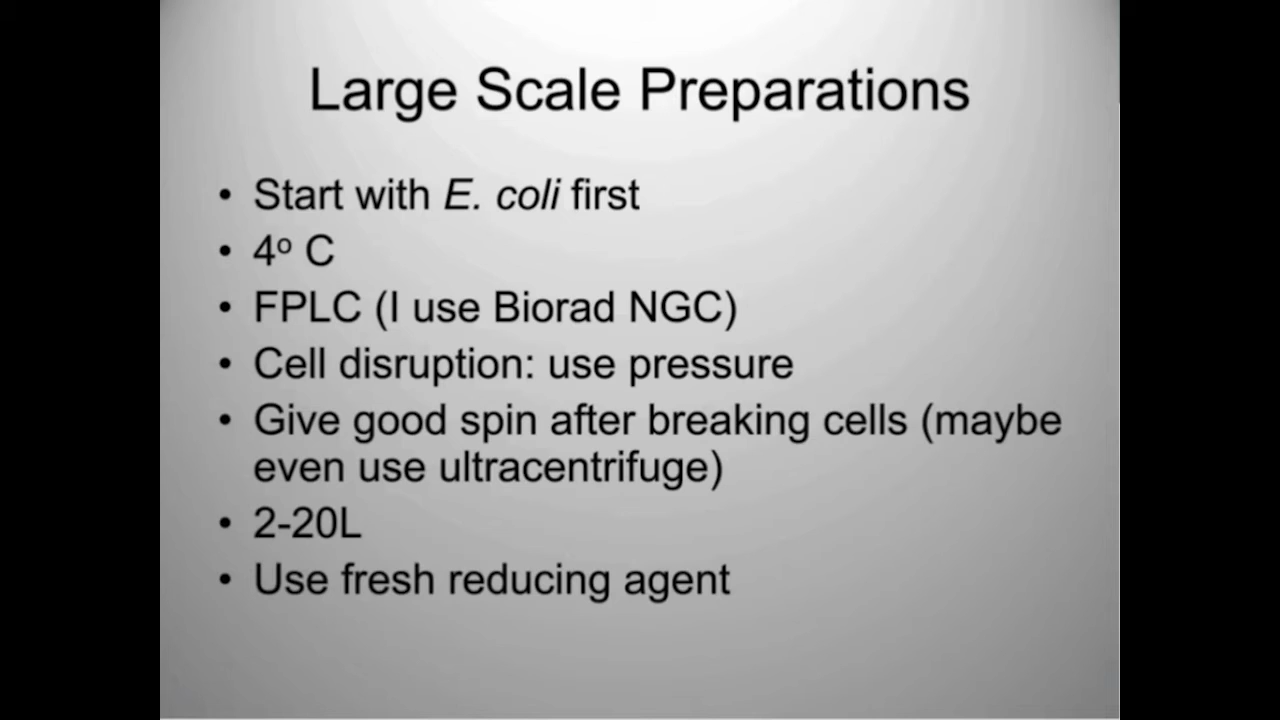 Large Scale Preparations
• Start with E. coli first
• 4º C
• FPLC (I use Biorad NGC)
• Cell disruption: use pressure
• Give good spin after breaking cells (maybe
even use ultracentrifuge)
• 2-20L
• Use fresh reducing agent